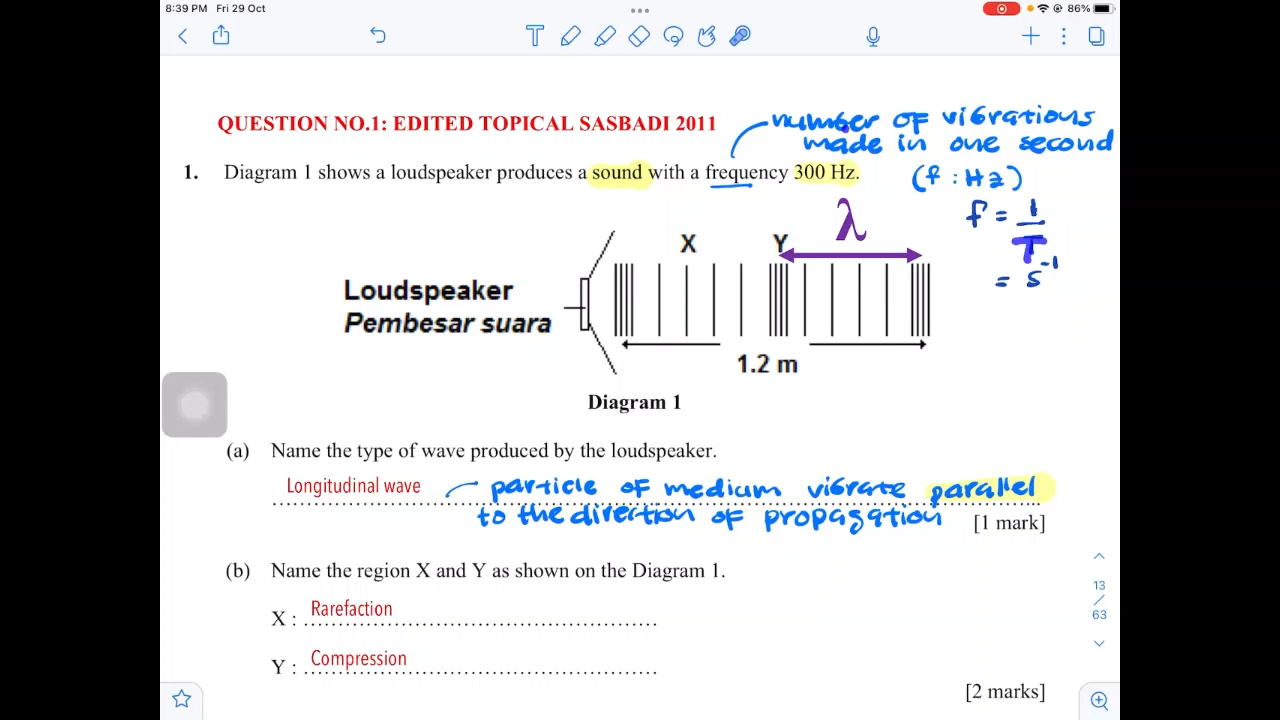 8:39 PM Fri 29 Oct
86%
QUESTION NO.1: EDITED TOPICAL SASBADI 2011
number of vibrations
made in one second
1. Diagram 1 shows a loudspeaker produces a sound with a frequency 300 Hz.
(f : Hz)
f = 1
T
= s⁻¹
X
Y
λ
Loudspeaker
Pembesar suara
1.2 m
Diagram 1
(a) Name the type of wave produced by the loudspeaker.
Longitudinal wave
particle of medium vibrate parallel
to the direction of propagation
[1 mark]
(b) Name the region X and Y as shown on the Diagram 1.
X : Rarefaction
Y : Compression
[2 marks]
13
/
63